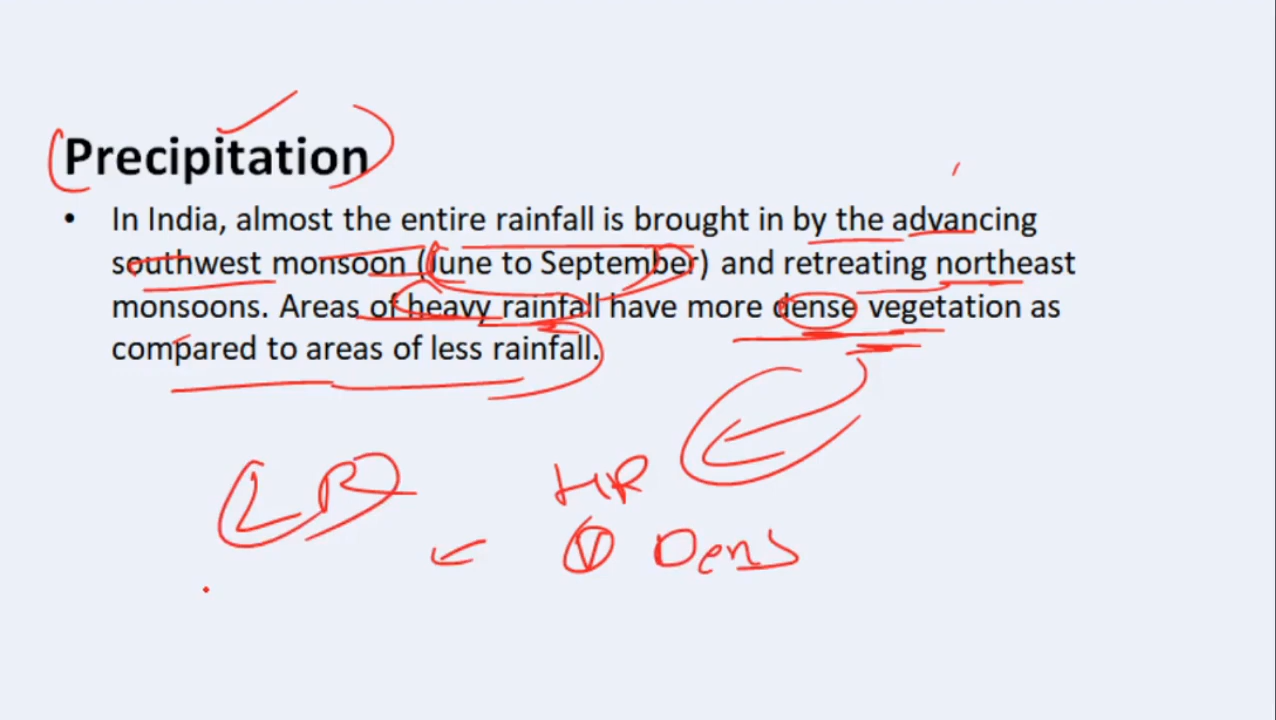 Precipitation
• In India, almost the entire rainfall is brought in by the advancing
southwest monsoon (June to September) and retreating northeast
monsoons. Areas of heavy rainfall have more dense vegetation as
compared to areas of less rainfall.
LR HR
V Dens